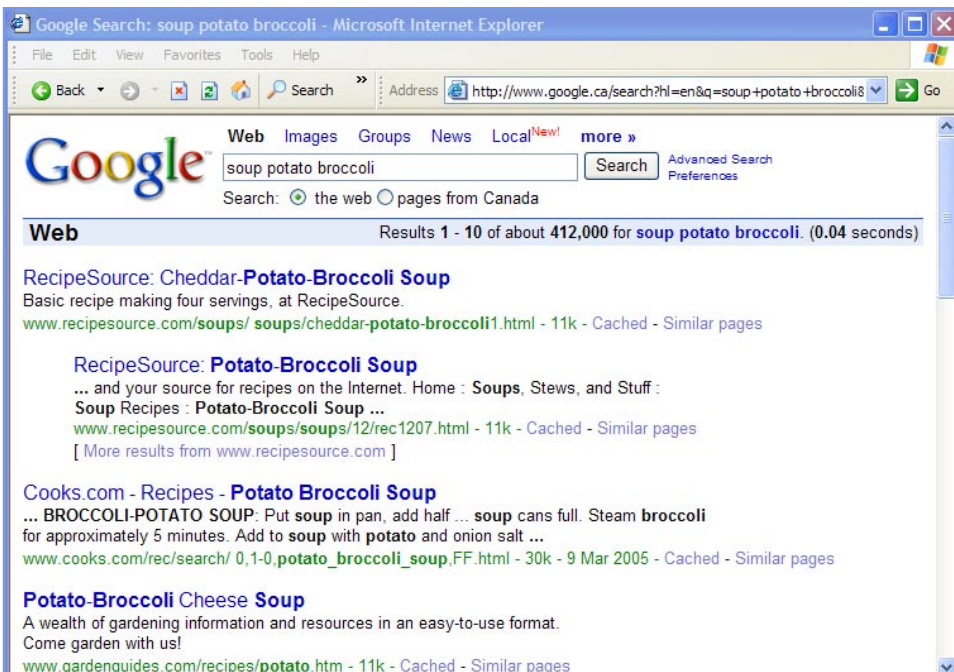 Google Search: soup potato broccoli - Microsoft Internet Explorer
File Edit View Favorites Tools Help
Back Search » Address http://www.google.ca/search?hl=en&q=soup+potato+broccoli& Go
Web Images Groups News Local New! more »
Google™ soup potato broccoli Search Advanced Search
Preferences
Search: the web pages from Canada
Web Results 1 - 10 of about 412,000 for soup potato broccoli. (0.04 seconds)
RecipeSource: Cheddar-Potato-Broccoli Soup
Basic recipe making four servings, at RecipeSource.
www.recipesource.com/soups/ soups/cheddar-potato-broccoli1.html - 11k - Cached - Similar pages
RecipeSource: Potato-Broccoli Soup
... and your source for recipes on the Internet. Home : Soups, Stews, and Stuff :
Soup Recipes : Potato-Broccoli Soup ...
www.recipesource.com/soups/soups/12/rec1207.html - 11k - Cached - Similar pages
[ More results from www.recipesource.com ]
Cooks.com - Recipes - Potato Broccoli Soup
... BROCCOLI-POTATO SOUP: Put soup in pan, add half ... soup cans full. Steam broccoli
for approximately 5 minutes. Add to soup with potato and onion salt ...
www.cooks.com/rec/search/ 0,1-0,potato_broccoli_soup,FF.html - 30k - 9 Mar 2005 - Cached - Similar pages
Potato-Broccoli Cheese Soup
A wealth of gardening information and resources in an easy-to-use format.
Come garden with us!
www.gardenguides.com/recipes/potato.htm - 11k - Cached - Similar pages